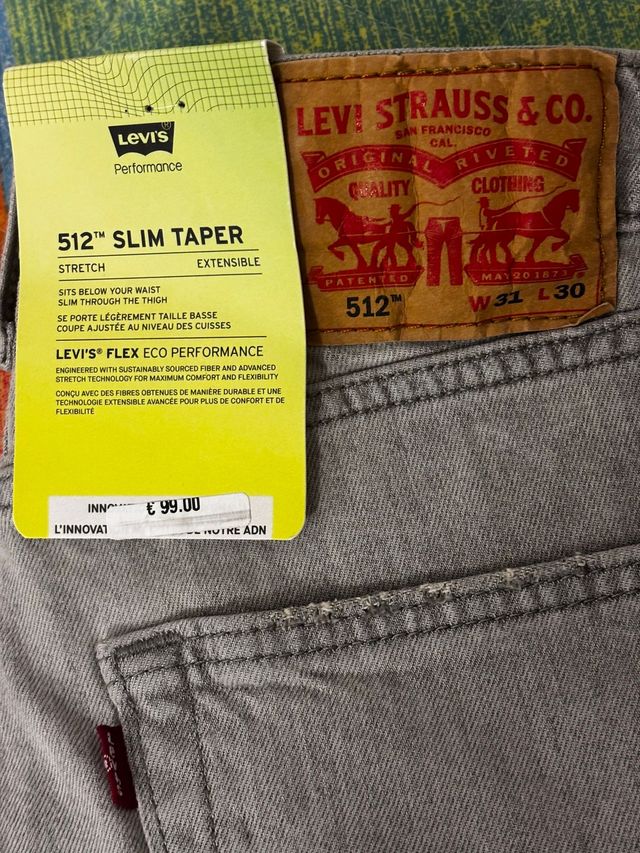 LEVI'S®
Performance
512™ SLIM TAPER
STRETCH EXTENSIBLE
SITS BELOW YOUR WAIST
SLIM THROUGH THE THIGH
SE PORTE LÉGÈREMENT TAILLE BASSE
COUPE AJUSTÉE AU NIVEAU DES CUISSES
LEVI'S® FLEX ECO PERFORMANCE
ENGINEERED WITH SUSTAINABLY SOURCED FIBER AND ADVANCED
STRETCH TECHNOLOGY FOR MAXIMUM COMFORT AND FLEXIBILITY
CONÇU AVEC DES FIBRES OBTENUES DE MANIÈRE DURABLE ET UNE
TECHNOLOGIE EXTENSIBLE AVANCÉE POUR PLUS DE CONFORT ET DE
FLEXIBILITÉ
€ 99.00
NOTRE ADN
LEVI STRAUSS & CO.
SAN FRANCISCO
CAL.
ORIGINAL RIVETED
QUALITY CLOTHING
PATENTED MAY 20 1873
512™ W 31 L 30